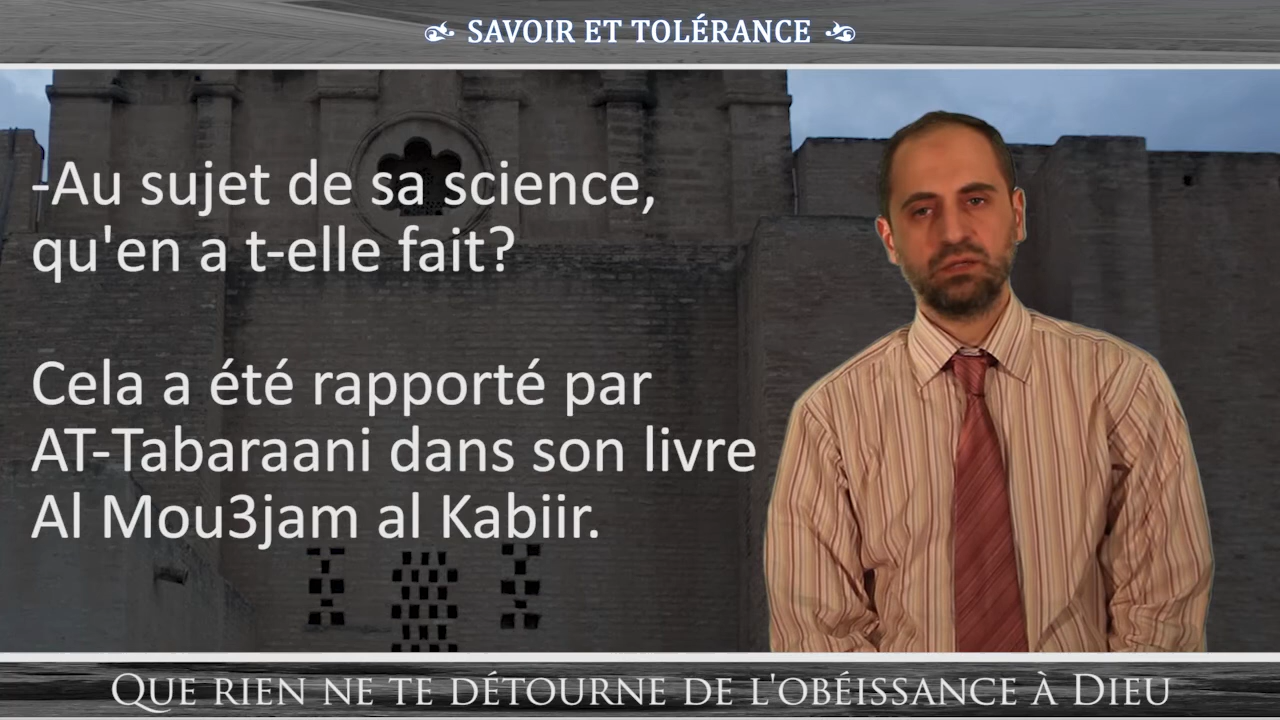 SAVOIR ET TOLÉRANCE
-Au sujet de sa science,
qu'en a t-elle fait?
Cela a été rapporté par
AT-Tabaraani dans son livre
Al Mou3jam al Kabiir.
QUE RIEN NE TE DÉTOURNE DE L'OBÉISSANCE À DIEU